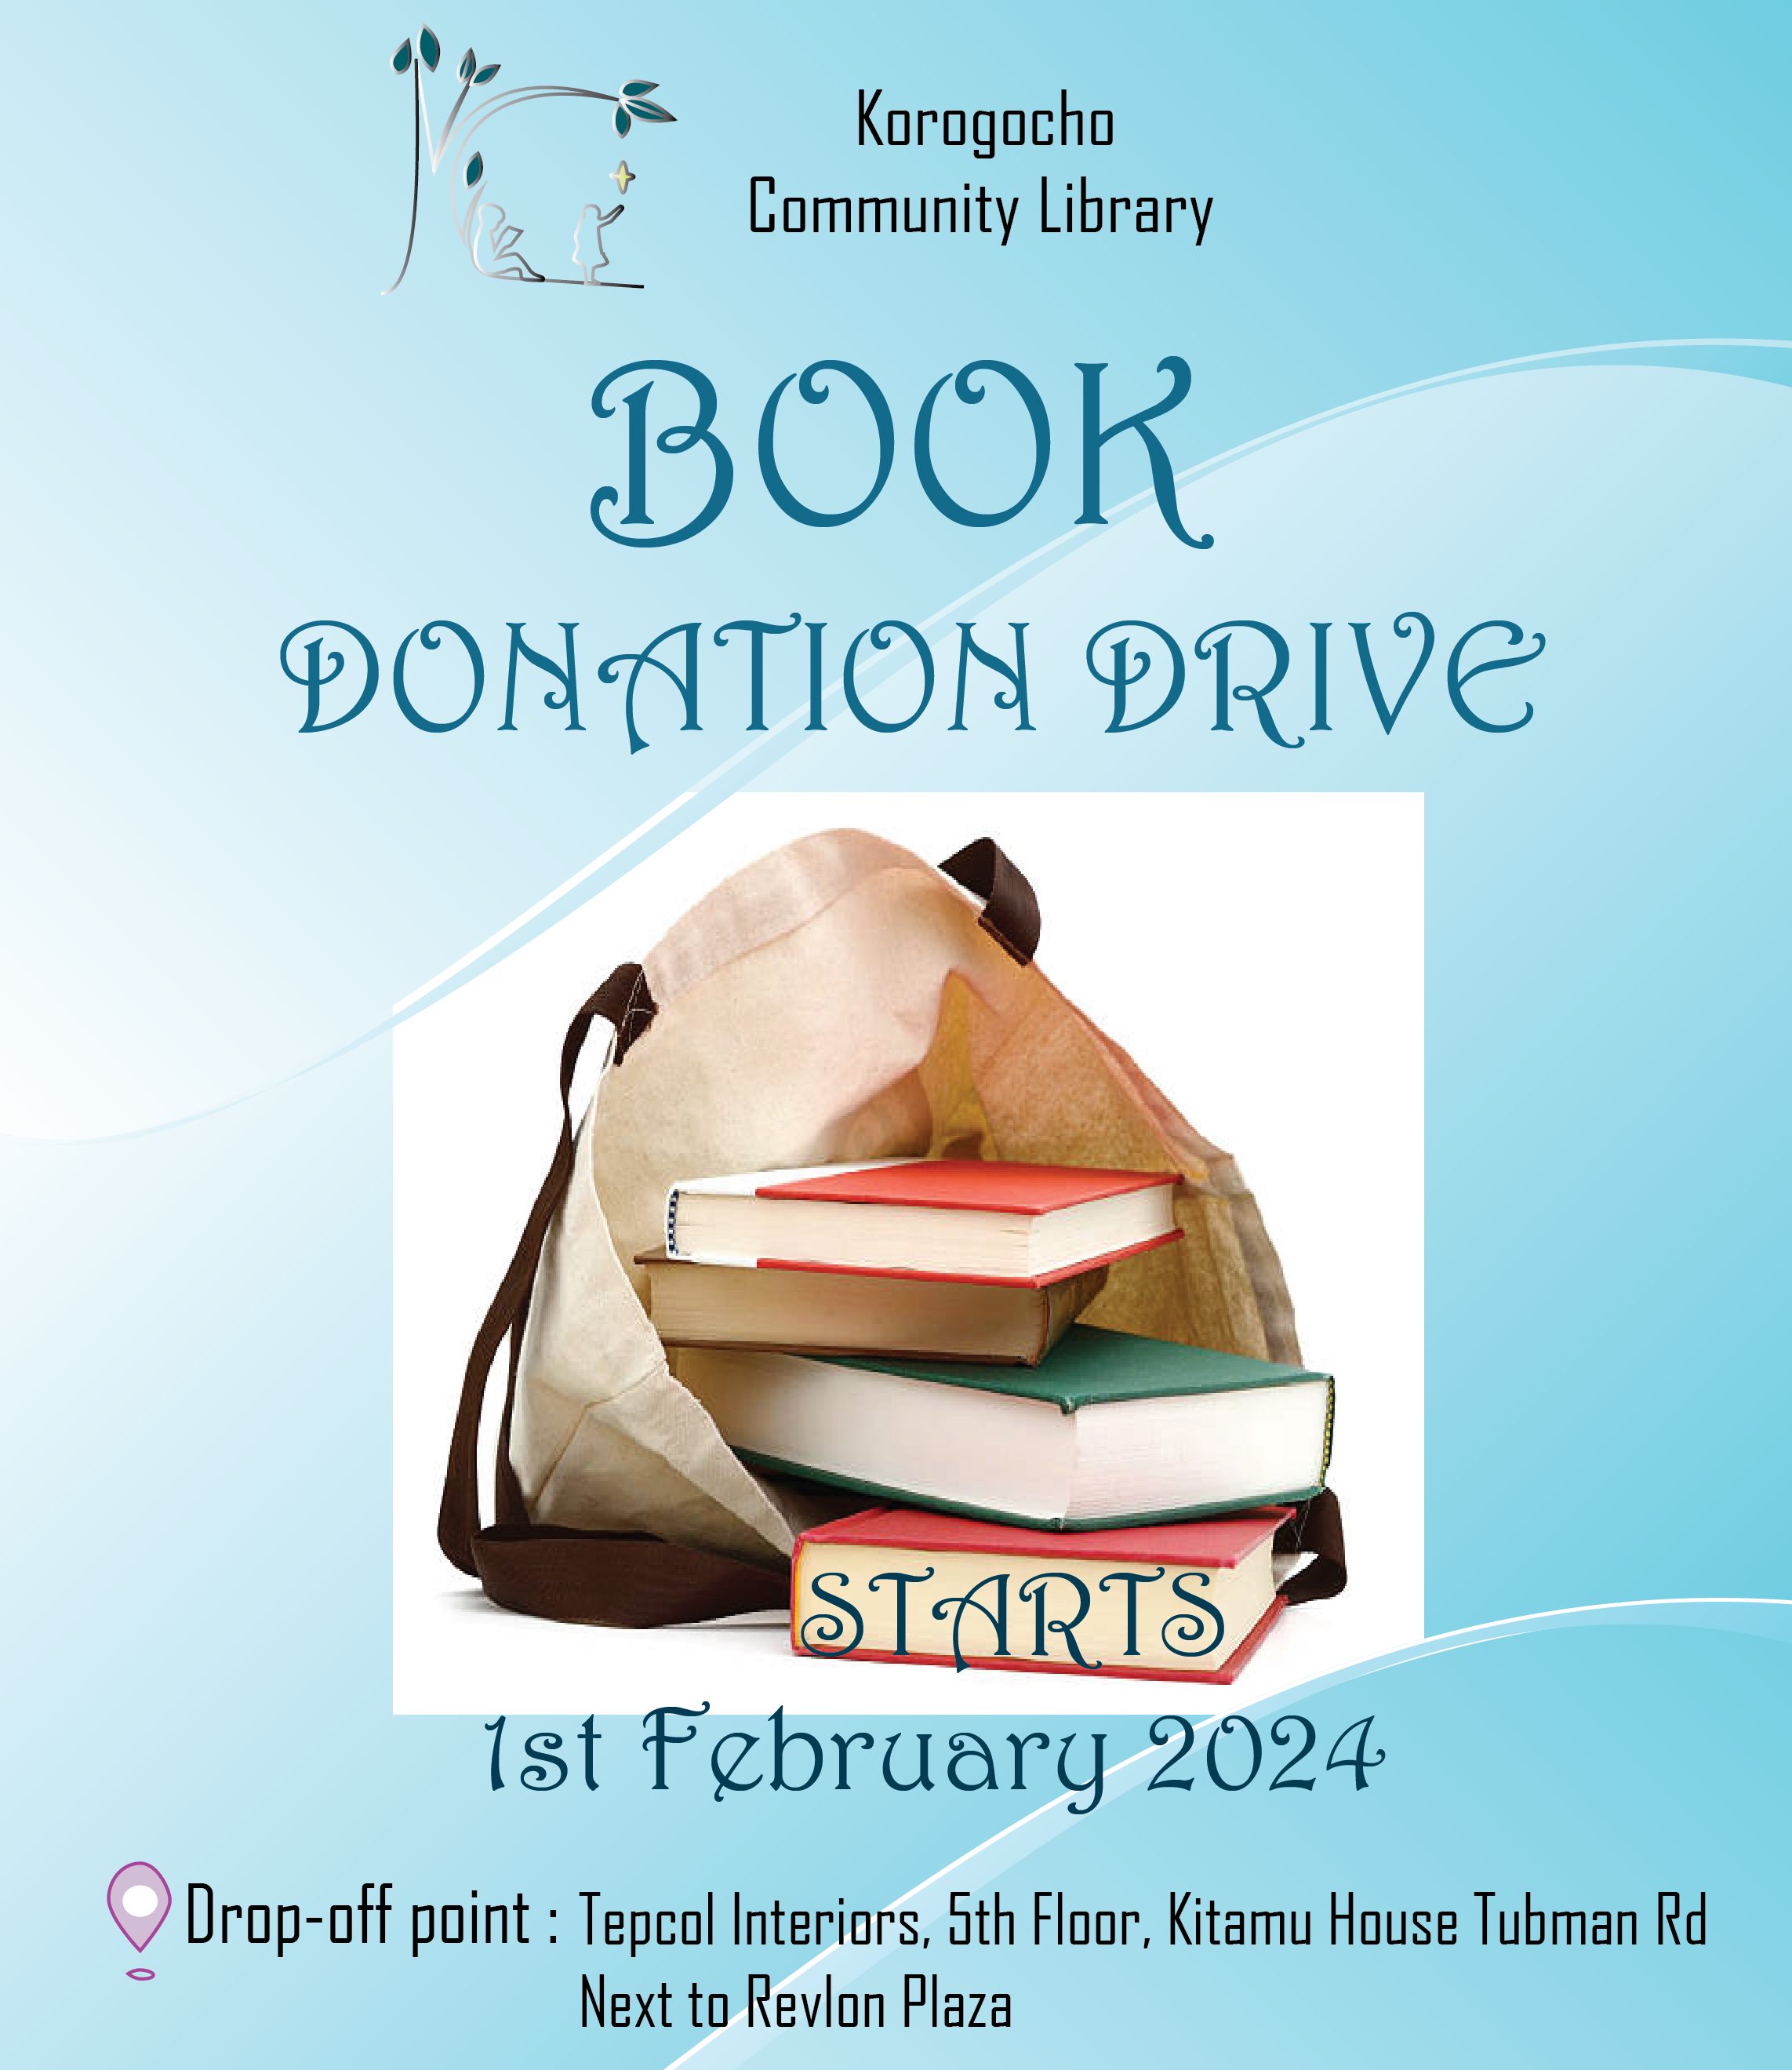 Korogocho
Community Library
BOOK
DONATION DRIVE
STARTS
1st February 2024
Drop-off point : Tepcol Interiors, 5th Floor, Kitamu House Tubman Rd
Next to Revlon Plaza